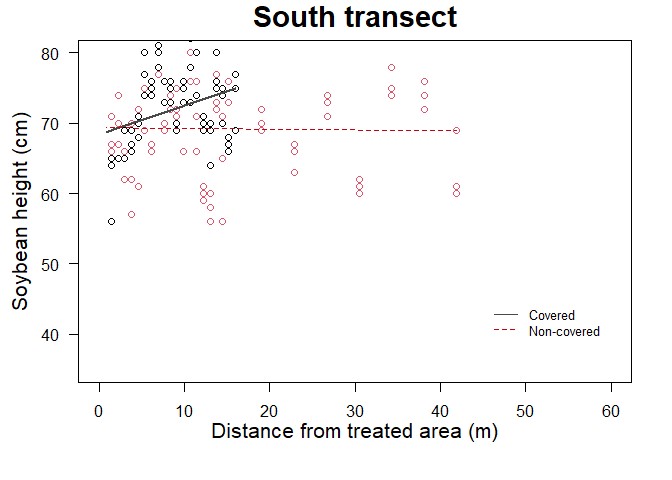 South transect
Soybean height (cm)
80
70
60
50
40
Covered
Non-covered
0 10 20 30 40 50 60
Distance from treated area (m)